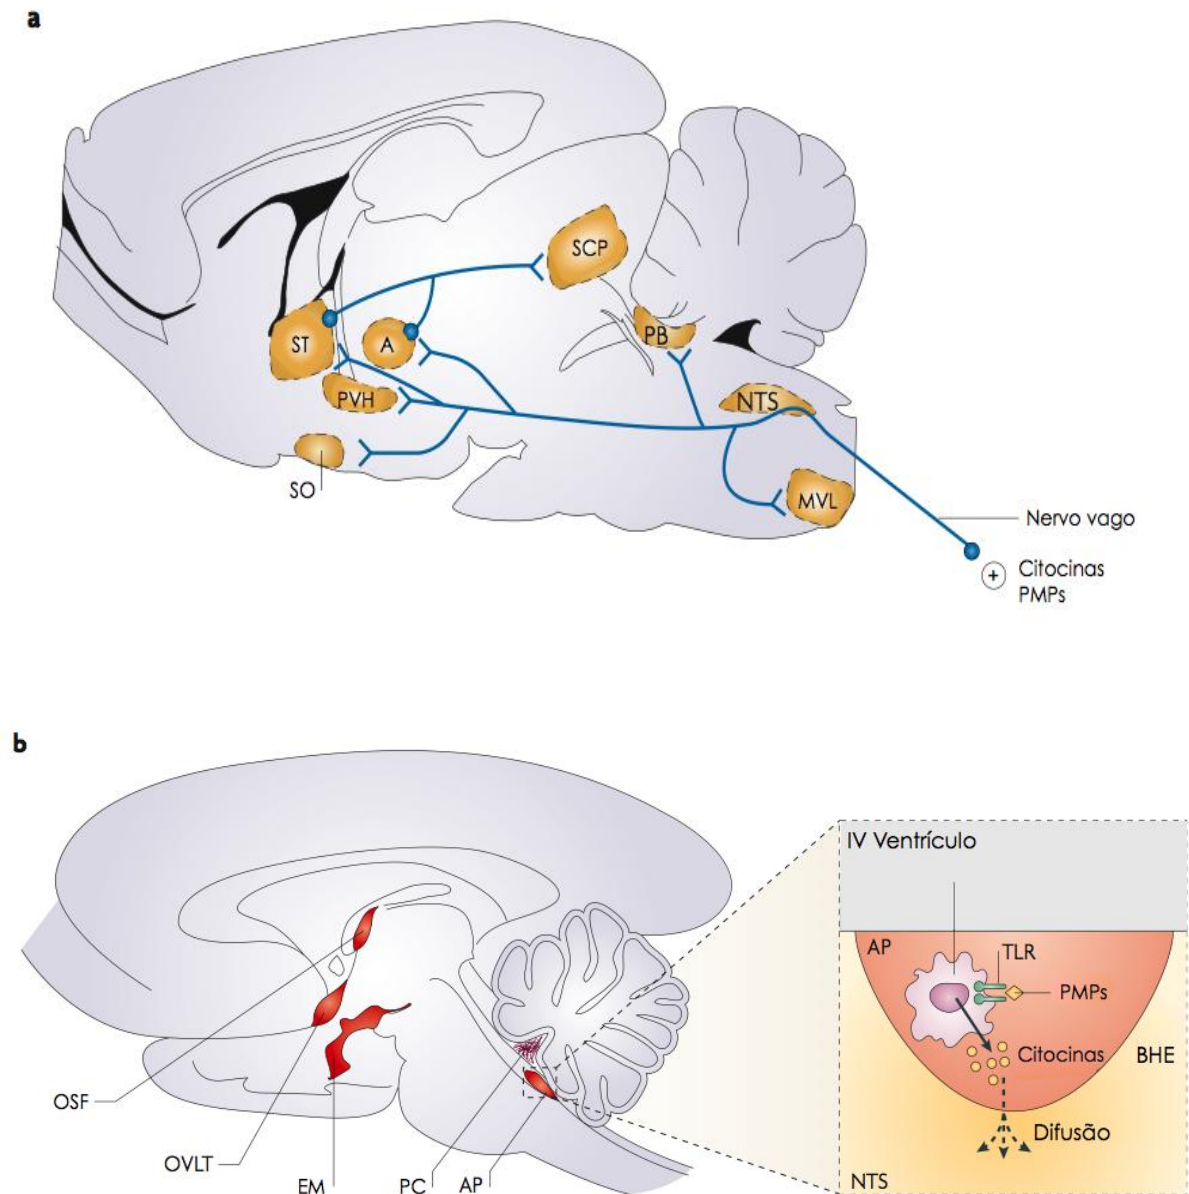 a
SCP
ST
A
PB
PVH
NTS
SO
MVL
Nervo vago
+
Citocinas
PMPs
b
IV Ventrículo
AP
TLR
PMPs
Citocinas
BHE
Difusão
NTS
OSF
OVLT
EM
PC
AP